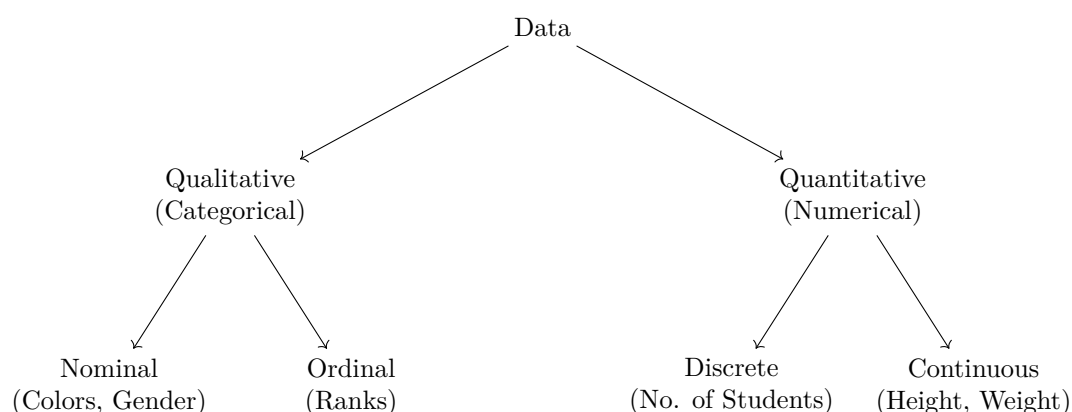 Data
Qualitative
(Categorical)
Quantitative
(Numerical)
Nominal
(Colors, Gender)
Ordinal
(Ranks)
Discrete
(No. of Students)
Continuous
(Height, Weight)